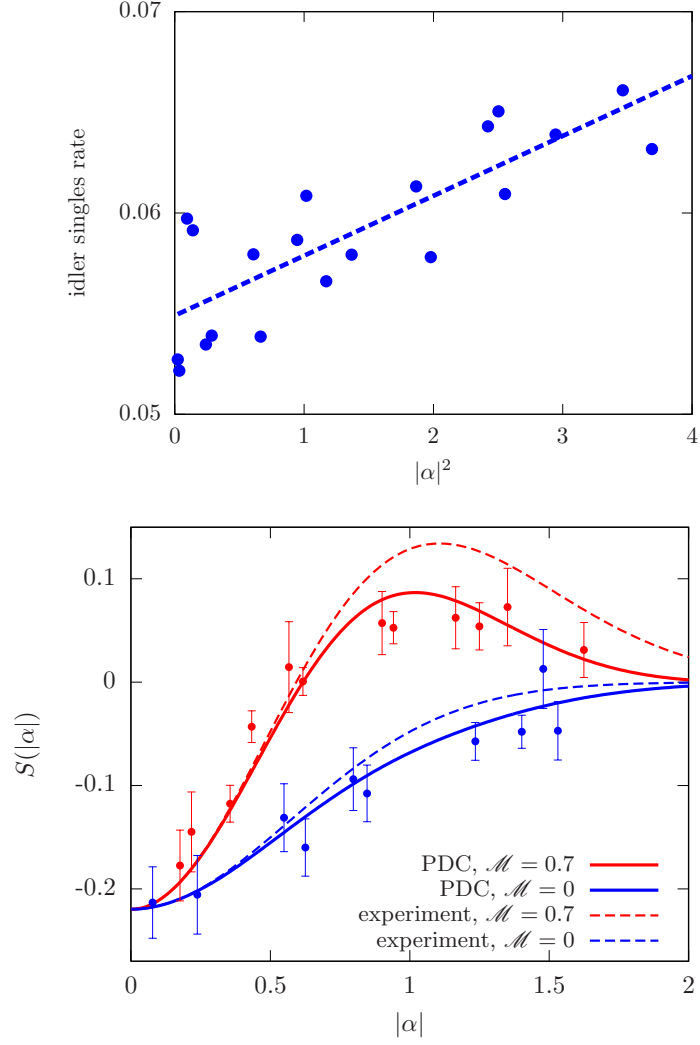 0.07
idler singles rate
0.06
0.05
0 1 2 3 4
|α|²
0.1
0
-0.1
-0.2
S(|α|)
PDC, ℳ = 0.7
PDC, ℳ = 0
experiment, ℳ = 0.7
experiment, ℳ = 0
0 0.5 1 1.5 2
|α|